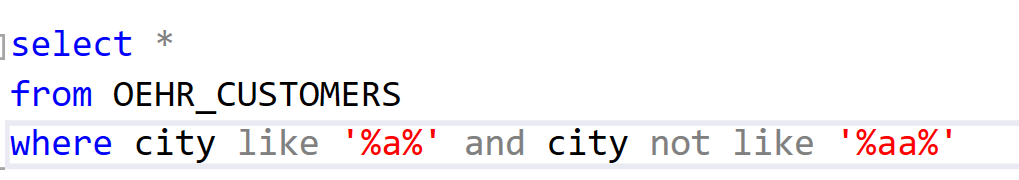 select *
from OEHR_CUSTOMERS
where city like '%a%' and city not like '%aa%'